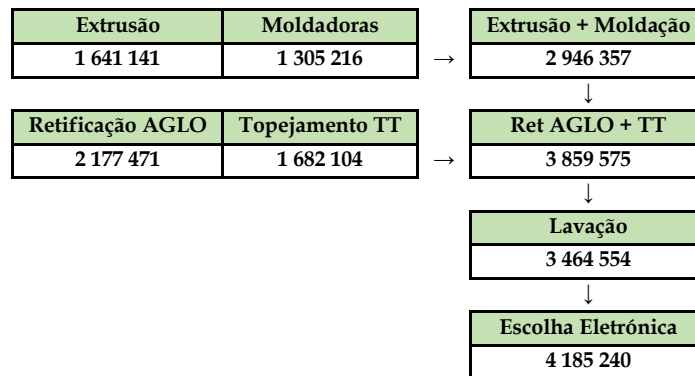 Extrusão Moldadoras Extrusão + Moldação
1 641 141 1 305 216 → 2 946 357
↓
Retificação AGLO Topejamento TT Ret AGLO + TT
2 177 471 1 682 104 → 3 859 575
↓
Lavação
3 464 554
↓
Escolha Eletrónica
4 185 240